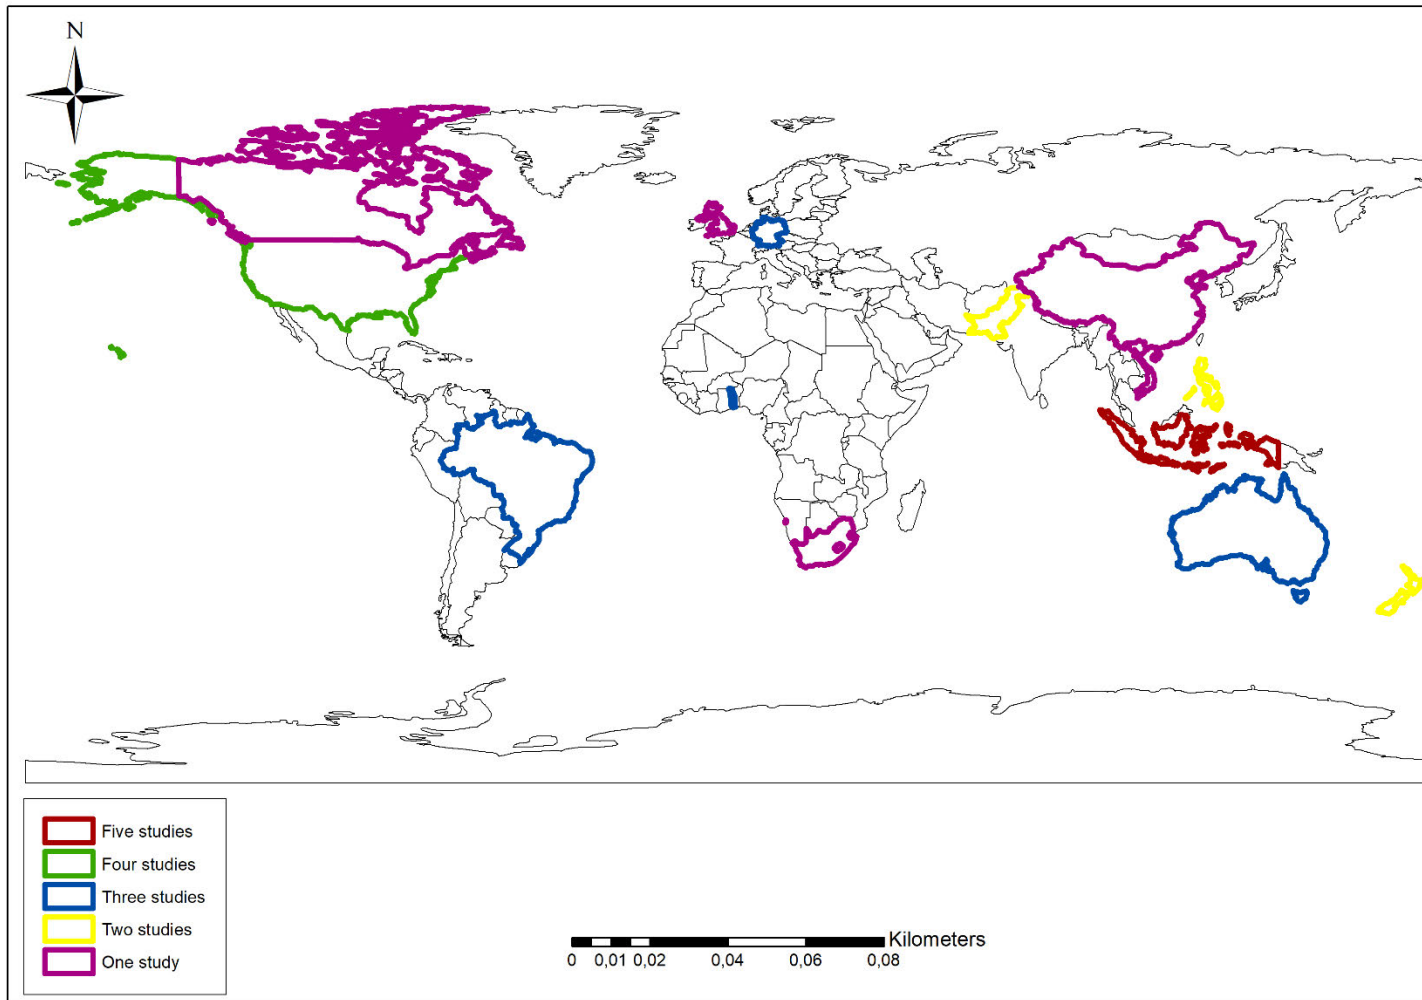 N
Five studies
Four studies
Three studies
Two studies
One study
Kilometers
0 0,01 0,02 0,04 0,06 0,08